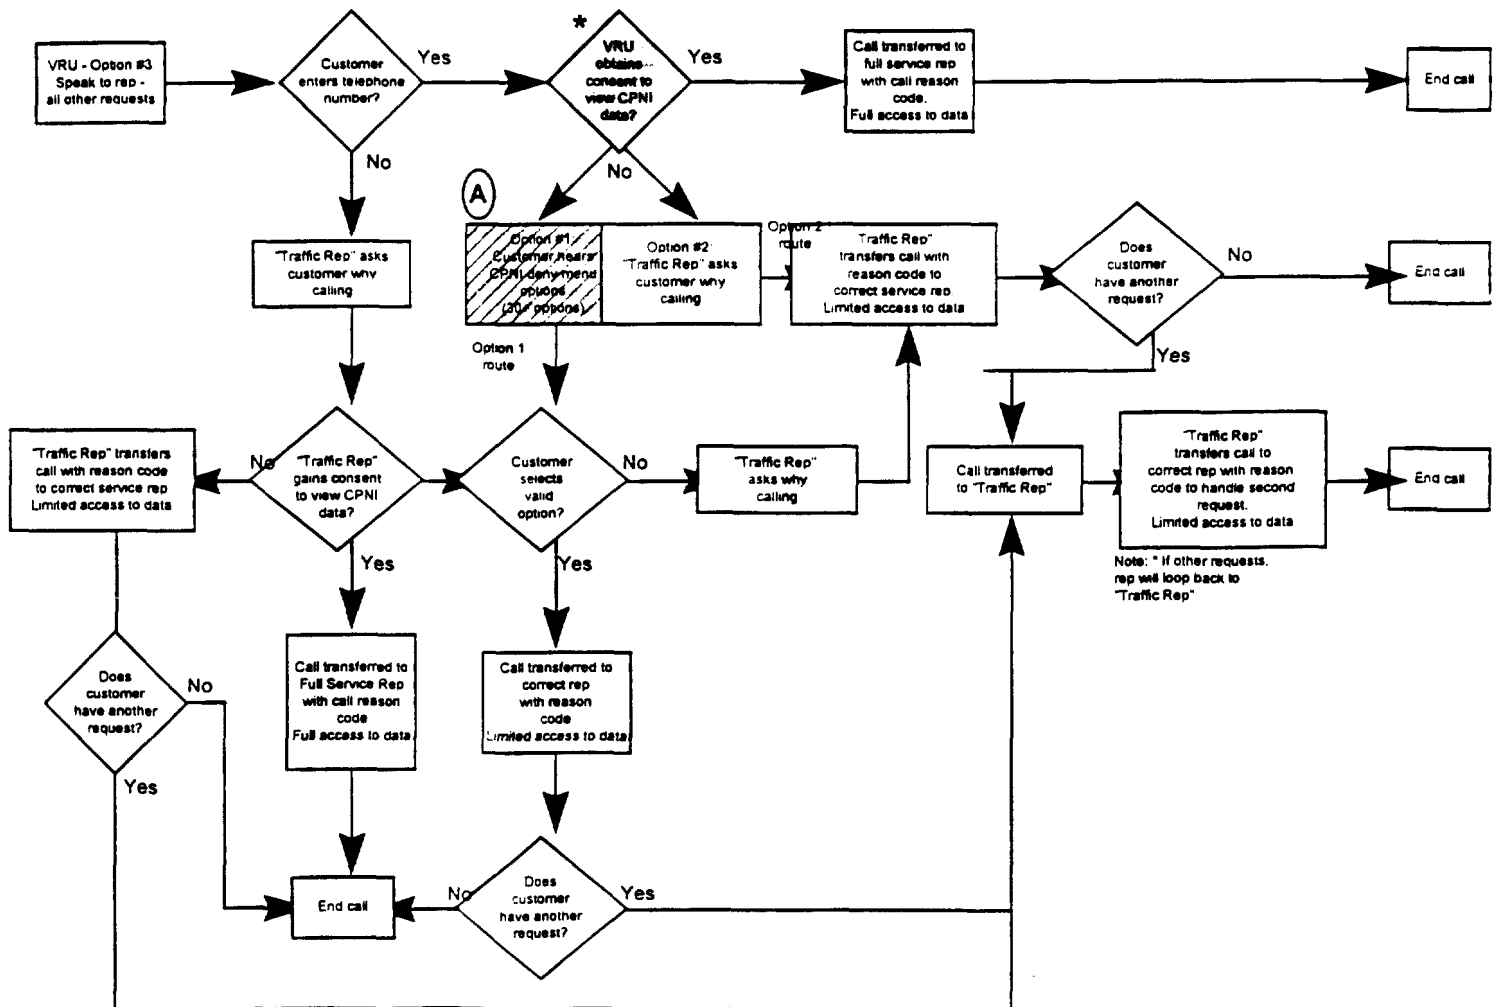 VRU - Option #3
Speak to rep -
all other requests
Customer
enters telephone
number?
Yes
No
*
VRU
obtains
consent to
view CPNI
data?
Yes
No
Call transferred to
full service rep
with call reason
code.
Full access to data
End call
"Traffic Rep" asks
customer why
calling
A
Option #1
Customer hears
CPNI deny menu
options
(30+ options)
Option #2
"Traffic Rep" asks
customer why
calling
Option 2
route
Traffic Rep"
transfers call with
reason code to
correct service rep.
Limited access to data
Does
customer
have another
request?
No
End call
Yes
Option 1
route
"Traffic Rep" transfers
call with reason code
to correct service rep
Limited access to data
No
"Traffic Rep"
gains consent
to view CPNI
data?
Yes
Customer
selects
valid
option?
No
Yes
"Traffic Rep"
asks why
calling
Call transferred
to "Traffic Rep"
"Traffic Rep"
transfers call to
correct rep with reason
code to handle second
request.
Limited access to data
End call
Note: * If other requests,
rep will loop back to
"Traffic Rep"
Does
customer
have another
request?
No
Yes
Call transferred to
Full Service Rep
with call reason
code
Full access to data
Call transferred to
correct rep
with reason
code
Limited access to data
End call
No
Does
customer
have another
request?
Yes